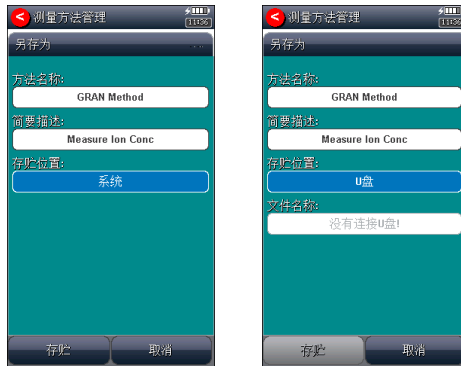 测量方法管理
11:36
另存为
方法名称:
GRAN Method
简要描述:
Measure Ion Conc
存贮位置:
系统
存贮
取消
测量方法管理
11:36
另存为
方法名称:
GRAN Method
简要描述:
Measure Ion Conc
存贮位置:
U盘
文件名称:
没有连接U盘!
存贮
取消